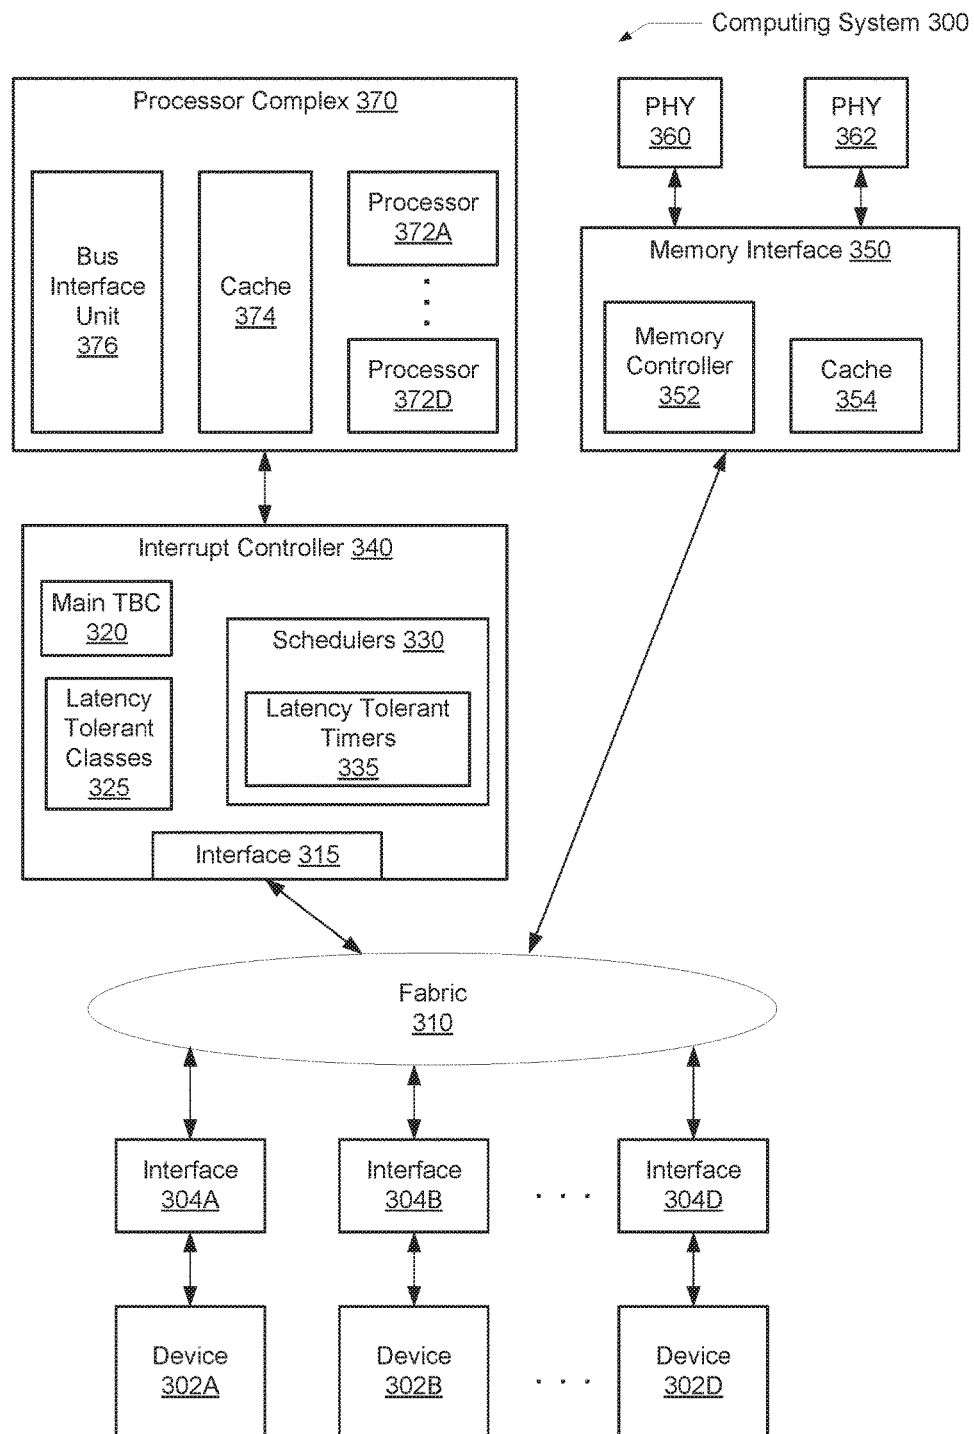 Computing System 300
Processor Complex 370
Bus
Interface
Unit
376
Cache
374
Processor
372A
Processor
372D
PHY
360
PHY
362
Memory Interface 350
Memory
Controller
352
Cache
354
Interrupt Controller 340
Main TBC
320
Latency
Tolerant
Classes
325
Schedulers 330
Latency Tolerant
Timers
335
Interface 315
Fabric
310
Interface
304A
Interface
304B
. . .
Interface
304D
Device
302A
Device
302B
. . .
Device
302D